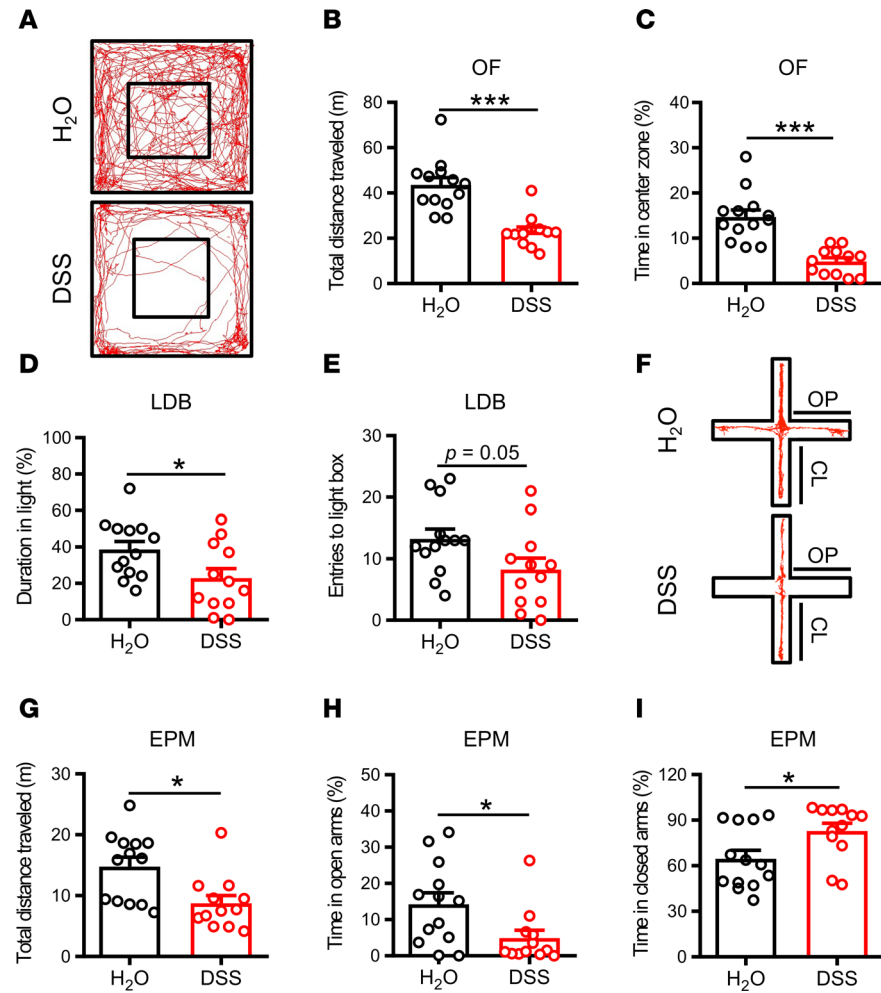 A
H2O
DSS
B
OF
***
Total distance traveled (m)
80
60
40
20
0
H2O DSS
C
OF
***
Time in center zone (%)
40
30
20
10
0
H2O DSS
D
LDB
*
Duration in light (%)
100
80
60
40
20
0
H2O DSS
E
LDB
p = 0.05
Entries to light box
30
20
10
0
H2O DSS
F
H2O
OP
CL
DSS
OP
CL
G
EPM
*
Total distance traveled (m)
30
20
10
0
H2O DSS
H
EPM
*
Time in open arms (%)
50
40
30
20
10
0
H2O DSS
I
EPM
*
Time in closed arms (%)
120
90
60
30
0
H2O DSS